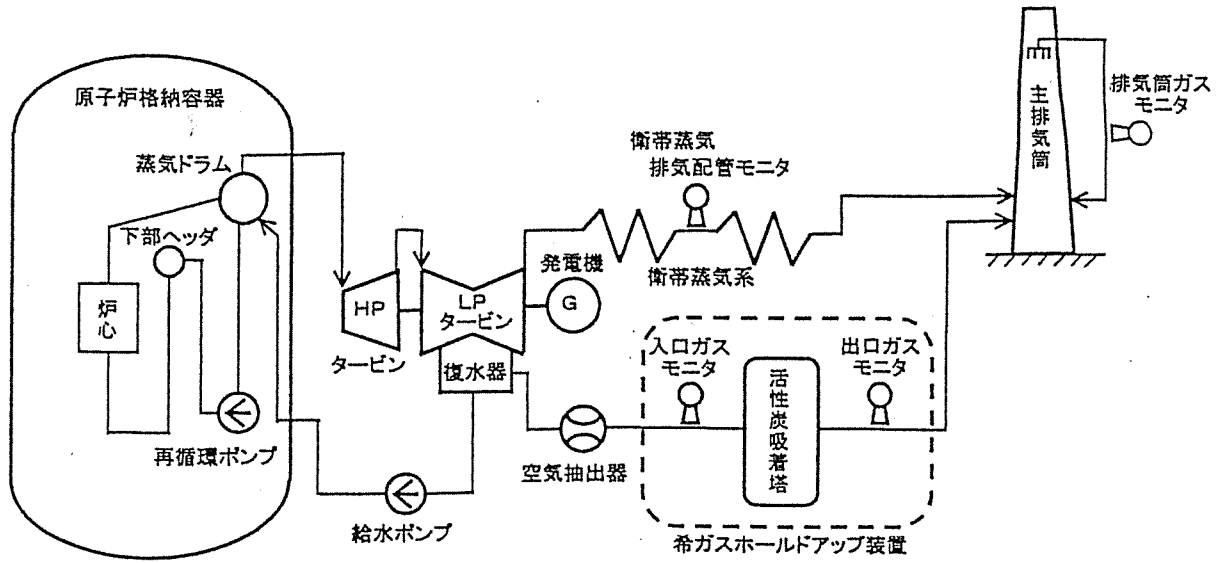 原子炉格納容器
蒸気ドラム
下部ヘッダ
炉心
再循環ポンプ
HP
タービン
LP
タービン
復水器
発電機
G
給水ポンプ
空気抽出器
衛帯蒸気
排気配管モニタ
衛帯蒸気系
入口ガス
モニタ
活性炭吸着塔
出口ガス
モニタ
希ガスホールドアップ装置
主排気筒
排気筒ガス
モニタ